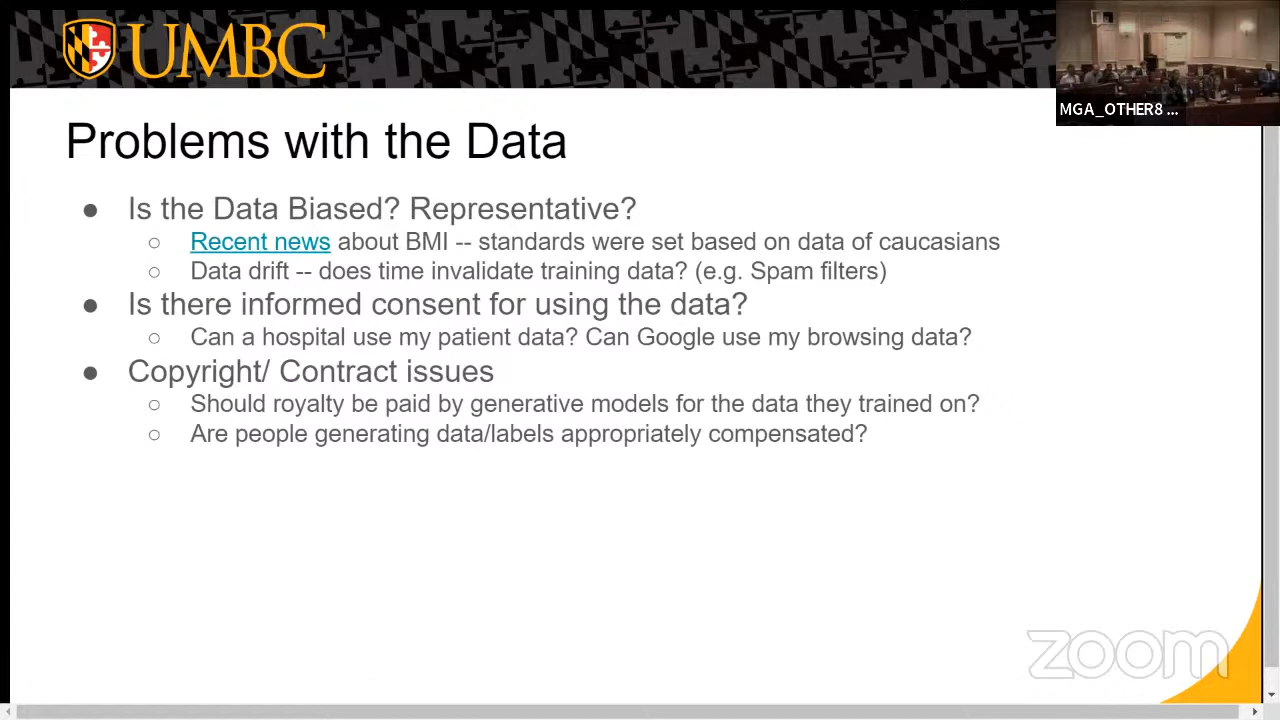 UMBC
MGA_OTHER8 ...
Problems with the Data
● Is the Data Biased? Representative?
○ Recent news about BMI -- standards were set based on data of caucasians
○ Data drift -- does time invalidate training data? (e.g. Spam filters)
● Is there informed consent for using the data?
○ Can a hospital use my patient data? Can Google use my browsing data?
● Copyright/ Contract issues
○ Should royalty be paid by generative models for the data they trained on?
○ Are people generating data/labels appropriately compensated?
zoom